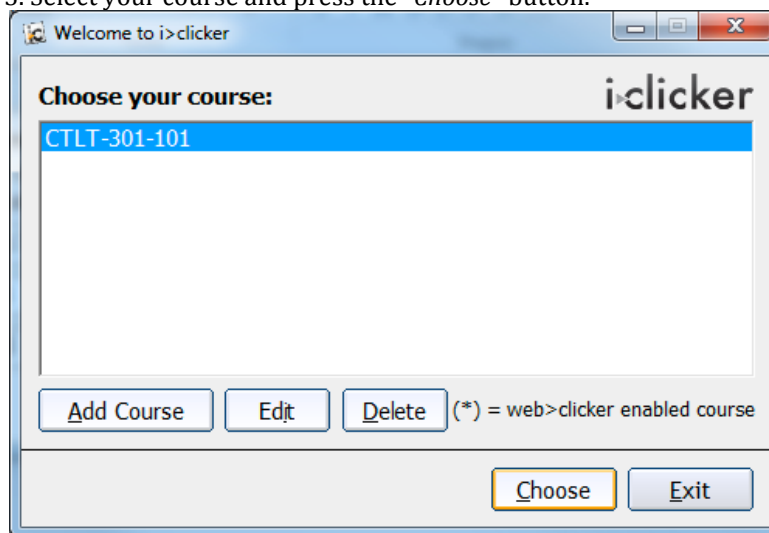 3. Select your course and press the "Choose" button.
Welcome to i>clicker
Choose your course:
i>clicker
CTLT-301-101
Add Course
Edit
Delete
(*) = web>clicker enabled course
Choose
Exit